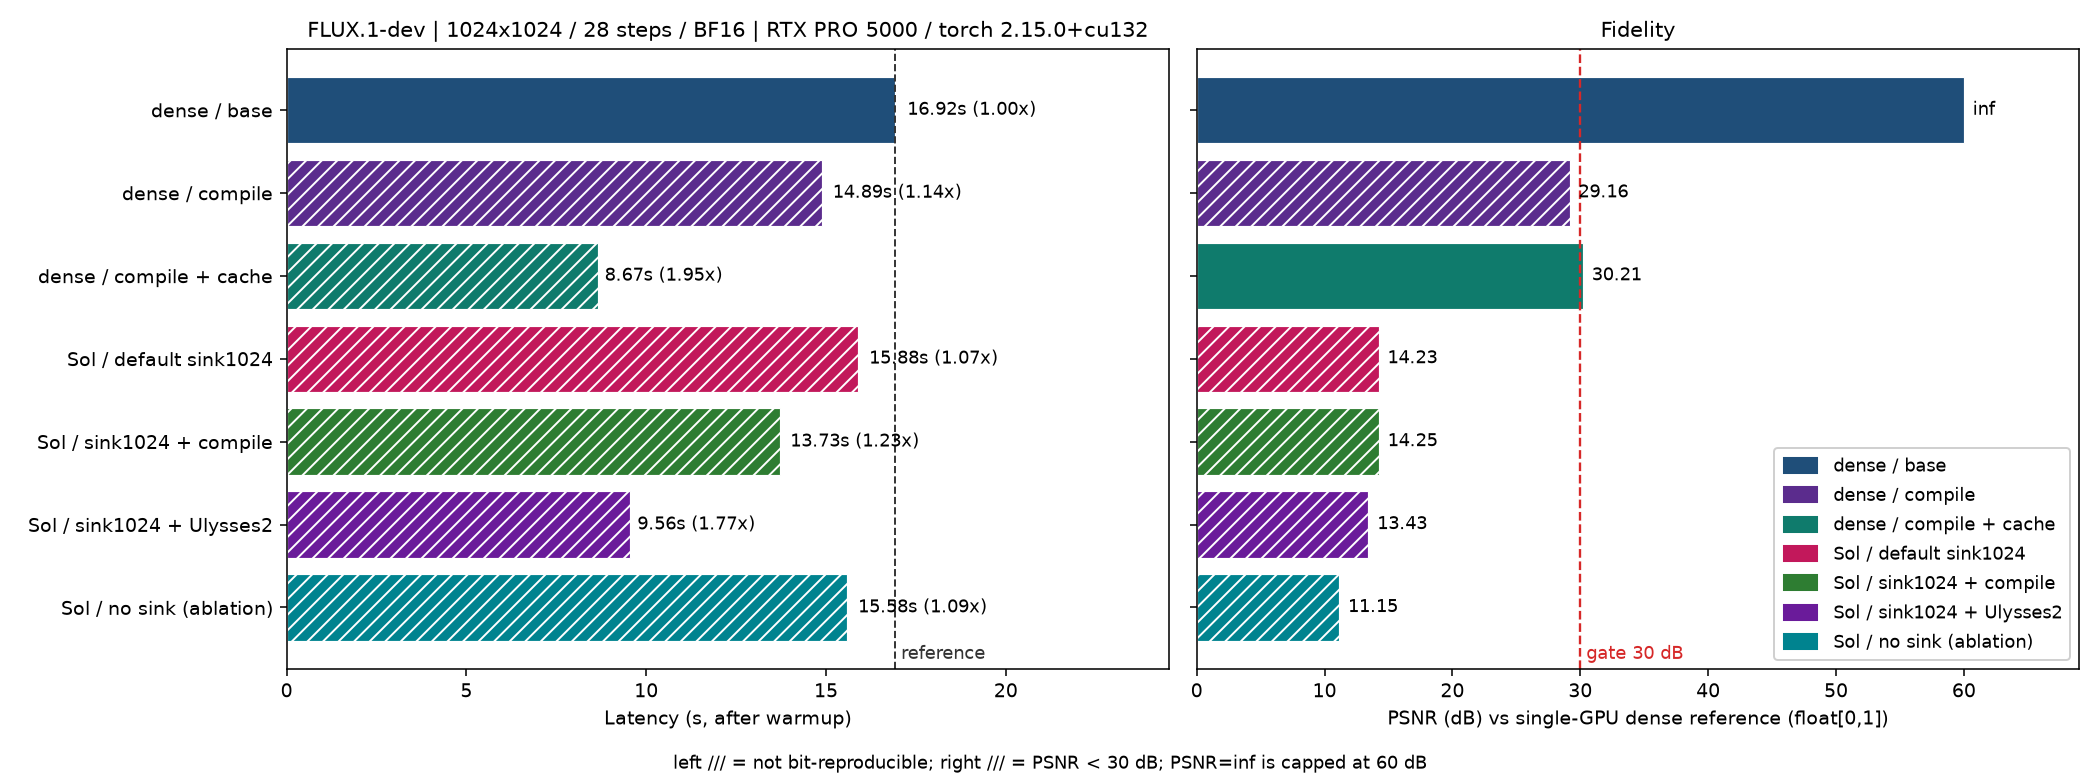 FLUX.1-dev | 1024x1024 / 28 steps / BF16 | RTX PRO 5000 / torch 2.15.0+cu132
dense / base
16.92s (1.00x)
dense / compile
14.89s (1.14x)
dense / compile + cache
8.67s (1.95x)
Sol / default sink1024
15.88s (1.07x)
Sol / sink1024 + compile
13.73s (1.23x)
Sol / sink1024 + Ulysses2
9.56s (1.77x)
Sol / no sink (ablation)
15.58s (1.09x)
reference
0 5 10 15 20
Latency (s, after warmup)
Fidelity
inf
29.16
30.21
14.23
14.25
13.43
11.15
gate 30 dB
dense / base
dense / compile
dense / compile + cache
Sol / default sink1024
Sol / sink1024 + compile
Sol / sink1024 + Ulysses2
Sol / no sink (ablation)
0 10 20 30 40 50 60
PSNR (dB) vs single-GPU dense reference (float[0,1])
left /// = not bit-reproducible; right /// = PSNR < 30 dB; PSNR=inf is capped at 60 dB